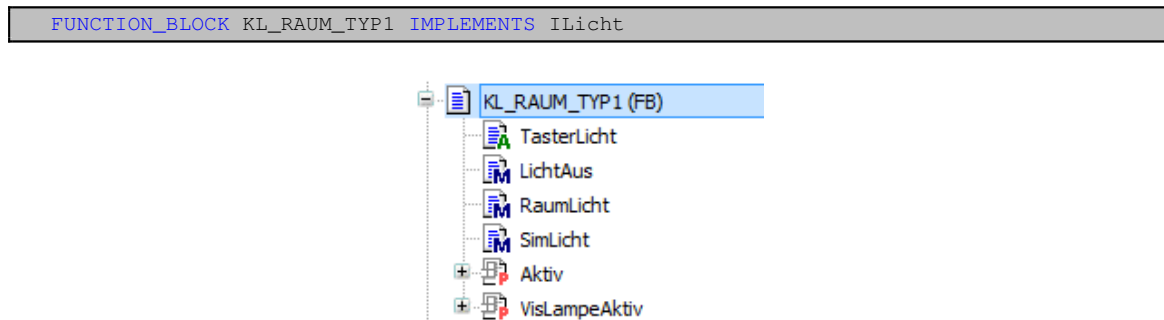 FUNCTION_BLOCK KL_RAUM_TYP1 IMPLEMENTS ILicht
KL_RAUM_TYP1 (FB)
TasterLicht
LichtAus
RaumLicht
SimLicht
Aktiv
VisLampeAktiv